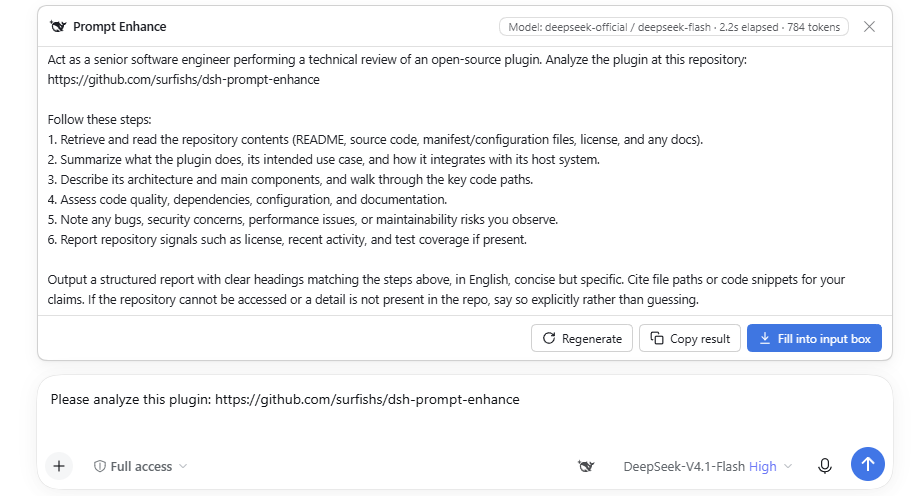 Prompt Enhance
Model: deepseek-official / deepseek-flash · 2.2s elapsed · 784 tokens
Act as a senior software engineer performing a technical review of an open-source plugin. Analyze the plugin at this repository:
https://github.com/surfishs/dsh-prompt-enhance
Follow these steps:
1. Retrieve and read the repository contents (README, source code, manifest/configuration files, license, and any docs).
2. Summarize what the plugin does, its intended use case, and how it integrates with its host system.
3. Describe its architecture and main components, and walk through the key code paths.
4. Assess code quality, dependencies, configuration, and documentation.
5. Note any bugs, security concerns, performance issues, or maintainability risks you observe.
6. Report repository signals such as license, recent activity, and test coverage if present.
Output a structured report with clear headings matching the steps above, in English, concise but specific. Cite file paths or code snippets for your
claims. If the repository cannot be accessed or a detail is not present in the repo, say so explicitly rather than guessing.
Regenerate
Copy result
Fill into input box
Please analyze this plugin: https://github.com/surfishs/dsh-prompt-enhance
Full access
DeepSeek-V4.1-Flash High